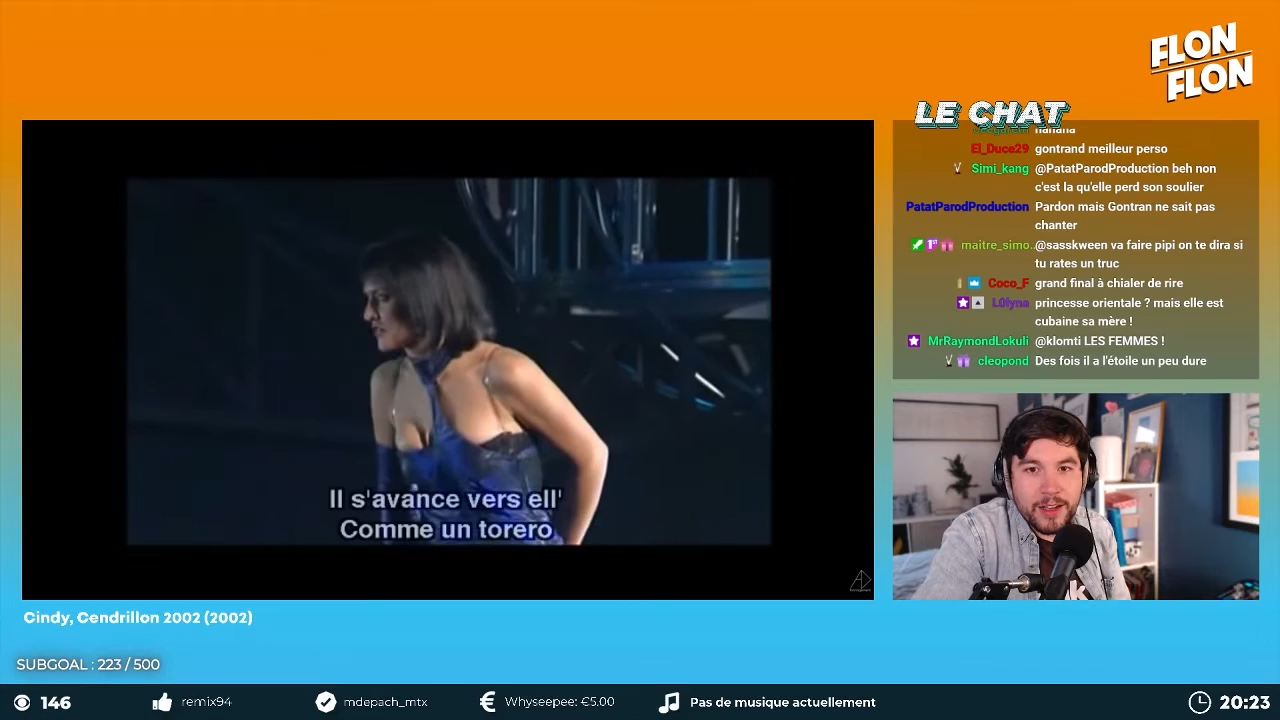 FLON
FLON
LE CHAT
hahaha
El_Duce29 gontrand meilleur perso
Simi_kang @PatatParodProduction beh non
c'est la qu'elle perd son soulier
PatatParodProduction Pardon mais Gontran ne sait pas
chanter
maitre_simo.. @sasskween va faire pipi on te dira si
tu rates un truc
Coco_F grand final à chialer de rire
L0lyna princesse orientale ? mais elle est
cubaine sa mère !
MrRaymondLokuli @klomti LES FEMMES !
cleopond Des fois il a l'étoile un peu dure
Il s'avance vers ell'
Comme un torero
Cindy, Cendrillon 2002 (2002)
SUBGOAL : 223 / 500
146 remix94 mdepach_mtx Whyseepee: €5.00 Pas de musique actuellement 20:23